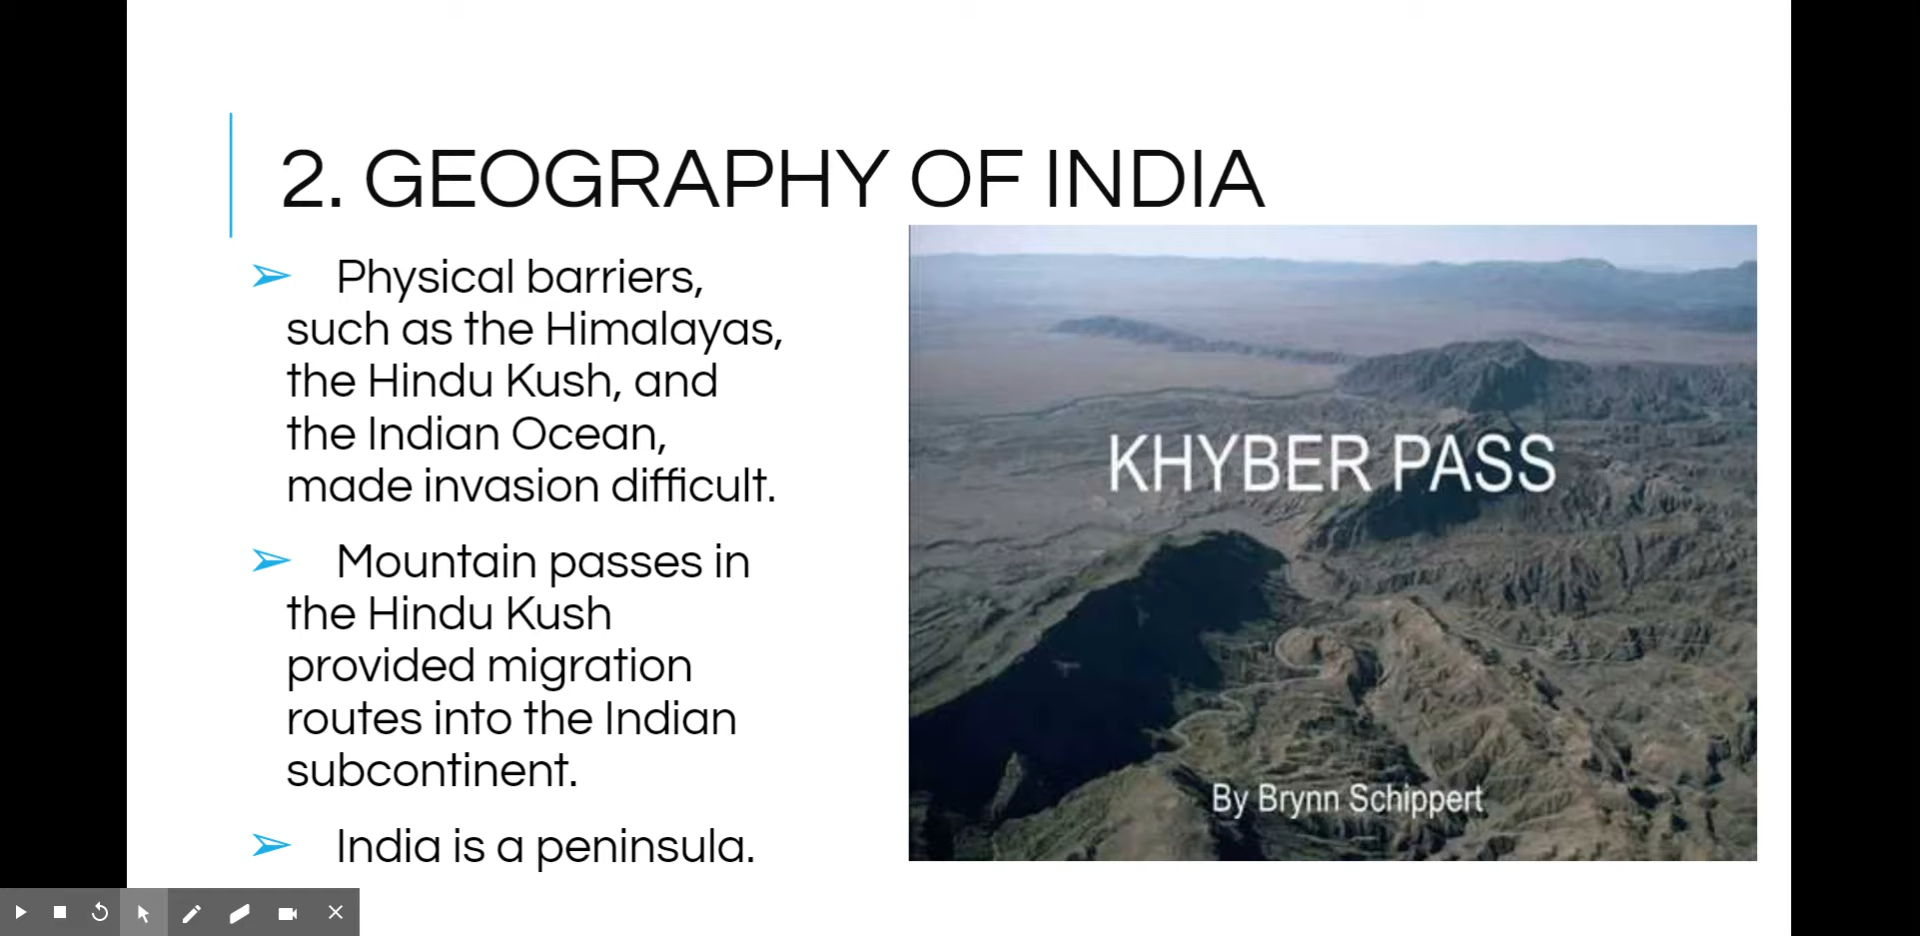 2. GEOGRAPHY OF INDIA
➢ Physical barriers,
such as the Himalayas,
the Hindu Kush, and
the Indian Ocean,
made invasion difficult.
➢ Mountain passes in
the Hindu Kush
provided migration
routes into the Indian
subcontinent.
➢ India is a peninsula.
KHYBER PASS
By Brynn Schippert